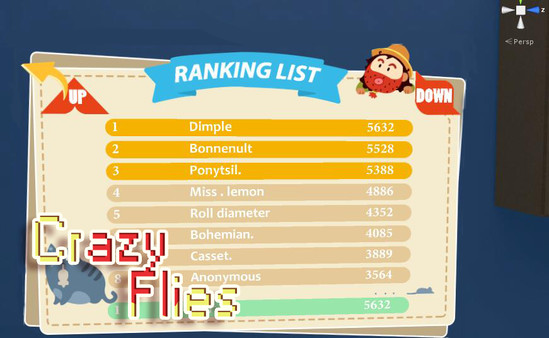 Persp
z
RANKING LIST
UP
DOWN
1 Dimple 5632
2 Bonnenult 5528
3 Ponytsil. 5388
4 Miss . lemon 4886
5 Roll diameter 4352
Bohemian. 4085
Casset. 3889
8 Anonymous 3564
1 5632
Crazy
Flies